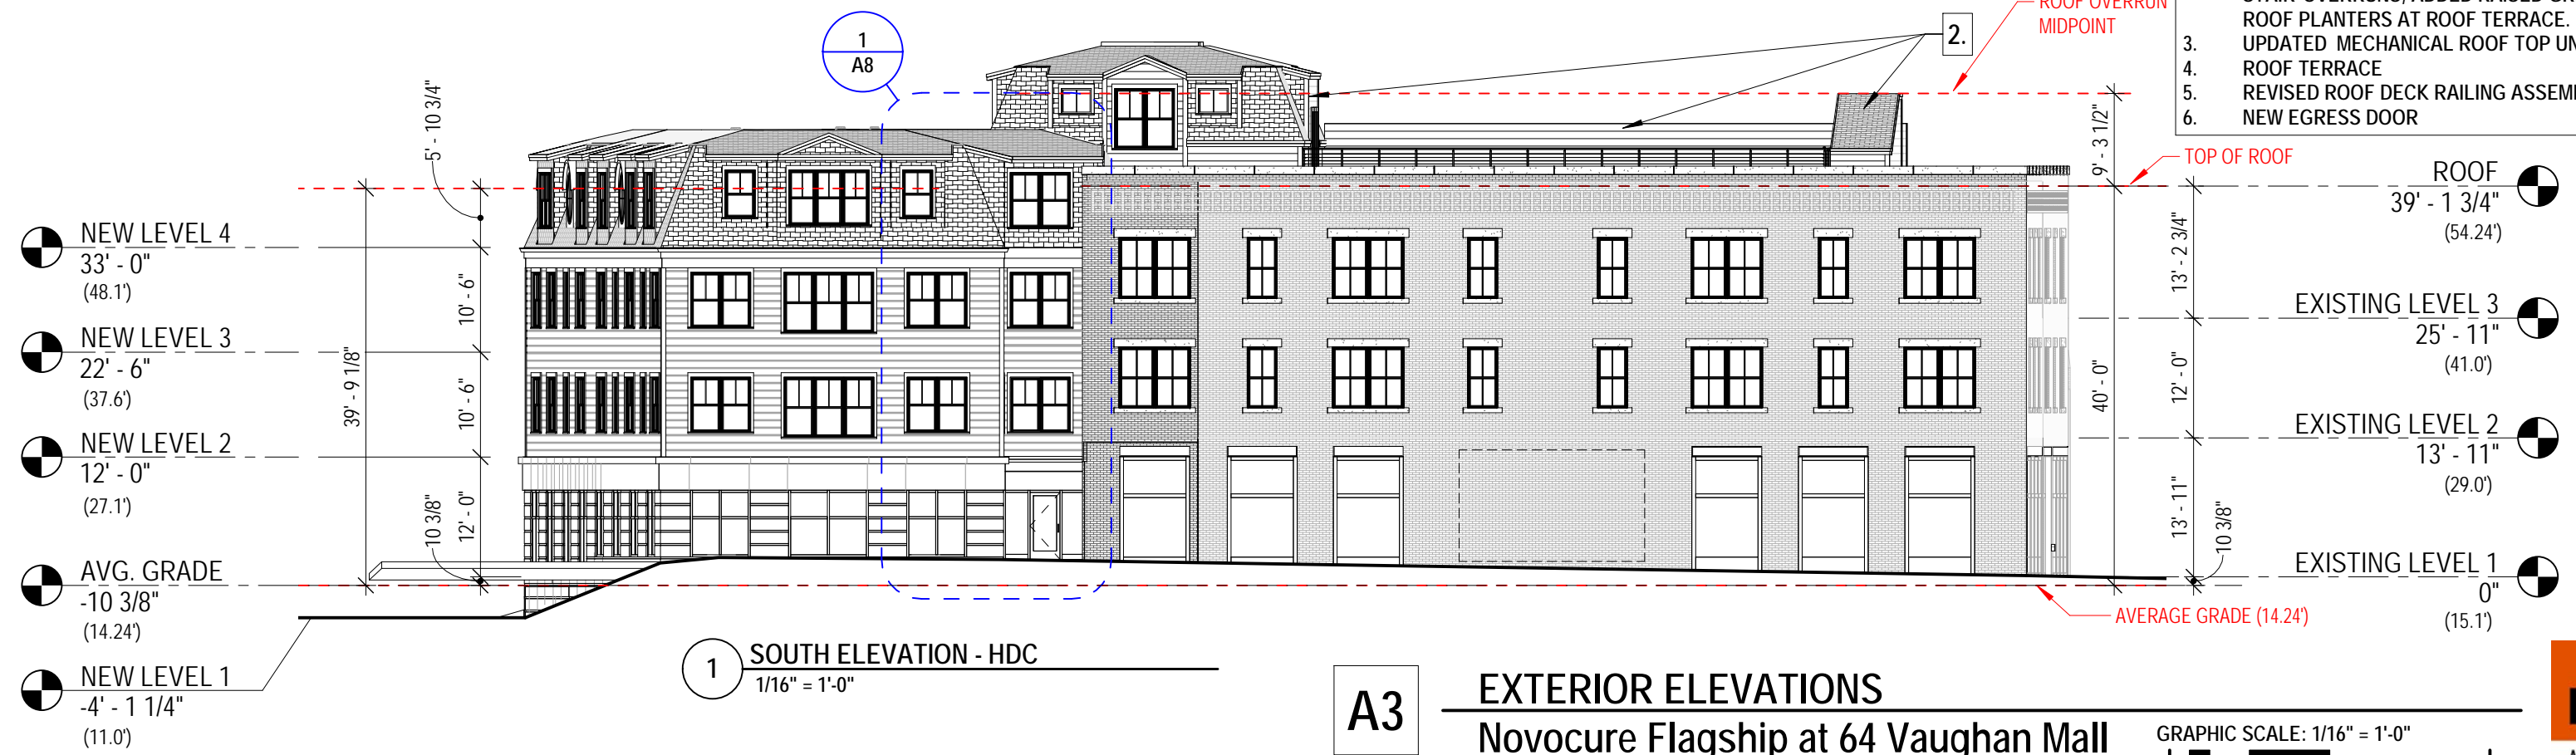 ROOF OVERRUN
MIDPOINT
ROOF PLANTERS AT ROOF TERRACE.
3. UPDATED MECHANICAL ROOF TOP
4. ROOF TERRACE
5. REVISED ROOF DECK RAILING
6. NEW EGRESS DOOR
1
A8
2.
5' - 10 3/4"
9' - 3 1/2"
TOP OF ROOF
ROOF
39' - 1 3/4"
(54.24')
NEW LEVEL 4
33' - 0"
(48.1')
13' - 2 3/4"
10' - 6"
EXISTING LEVEL 3
25' - 11"
(41.0')
NEW LEVEL 3
22' - 6"
(37.6')
39' - 9 1/8"
40' - 0"
12' - 0"
10' - 6"
EXISTING LEVEL 2
13' - 11"
(29.0')
NEW LEVEL 2
12' - 0"
(27.1')
10 3/8"
12' - 0"
13' - 11"
10 3/8"
AVG. GRADE
-10 3/8"
(14.24')
EXISTING LEVEL 1
0"
(15.1')
AVERAGE GRADE (14.24')
NEW LEVEL 1
-4' - 1 1/4"
(11.0')
1
SOUTH ELEVATION - HDC
1/16" = 1'-0"
A3
EXTERIOR ELEVATIONS
Novocure Flagship at 64 Vaughan Mall
GRAPHIC SCALE: 1/16" = 1'-0"